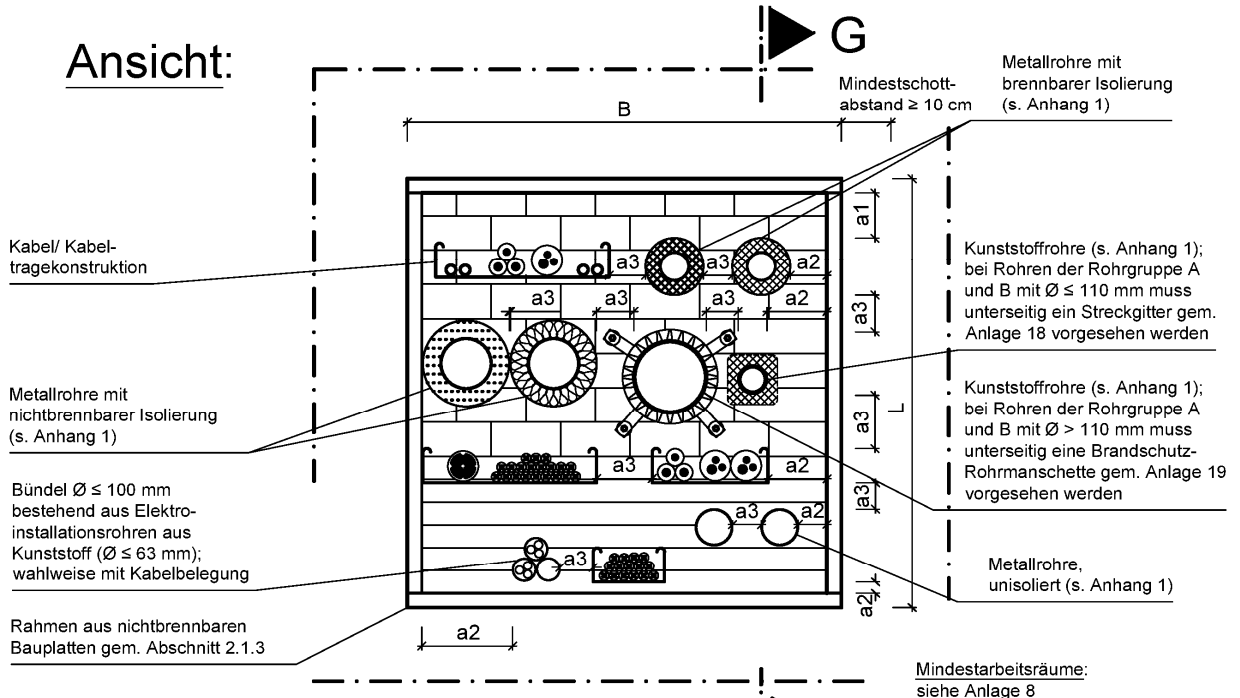 Ansicht:
G
Mindestschott-
abstand ≥ 10 cm
Metallrohre mit
brennbarer Isolierung
(s. Anhang 1)
B
a1
Kabel/ Kabel-
tragekonstruktion
a3
a3
a2
Kunststoffrohre (s. Anhang 1);
bei Rohren der Rohrgruppe A
und B mit Ø ≤ 110 mm muss
unterseitig ein Streckgitter gem.
Anlage 18 vorgesehen werden
a3
a3
a3
a2
a3
Metallrohre mit
nichtbrennbarer Isolierung
(s. Anhang 1)
Kunststoffrohre (s. Anhang 1);
bei Rohren der Rohrgruppe A
und B mit Ø > 110 mm muss
unterseitig eine Brandschutz-
Rohrmanschette gem. Anlage 19
vorgesehen werden
a3
L
a3
a2
a3
Bündel Ø ≤ 100 mm
bestehend aus Elektro-
installationsrohren aus
Kunststoff (Ø ≤ 63 mm);
wahlweise mit Kabelbelegung
a3
a2
a3
Metallrohre,
unisoliert (s. Anhang 1)
a2
Rahmen aus nichtbrennbaren
Bauplatten gem. Abschnitt 2.1.3
a2
Mindestarbeitsräume:
siehe Anlage 8